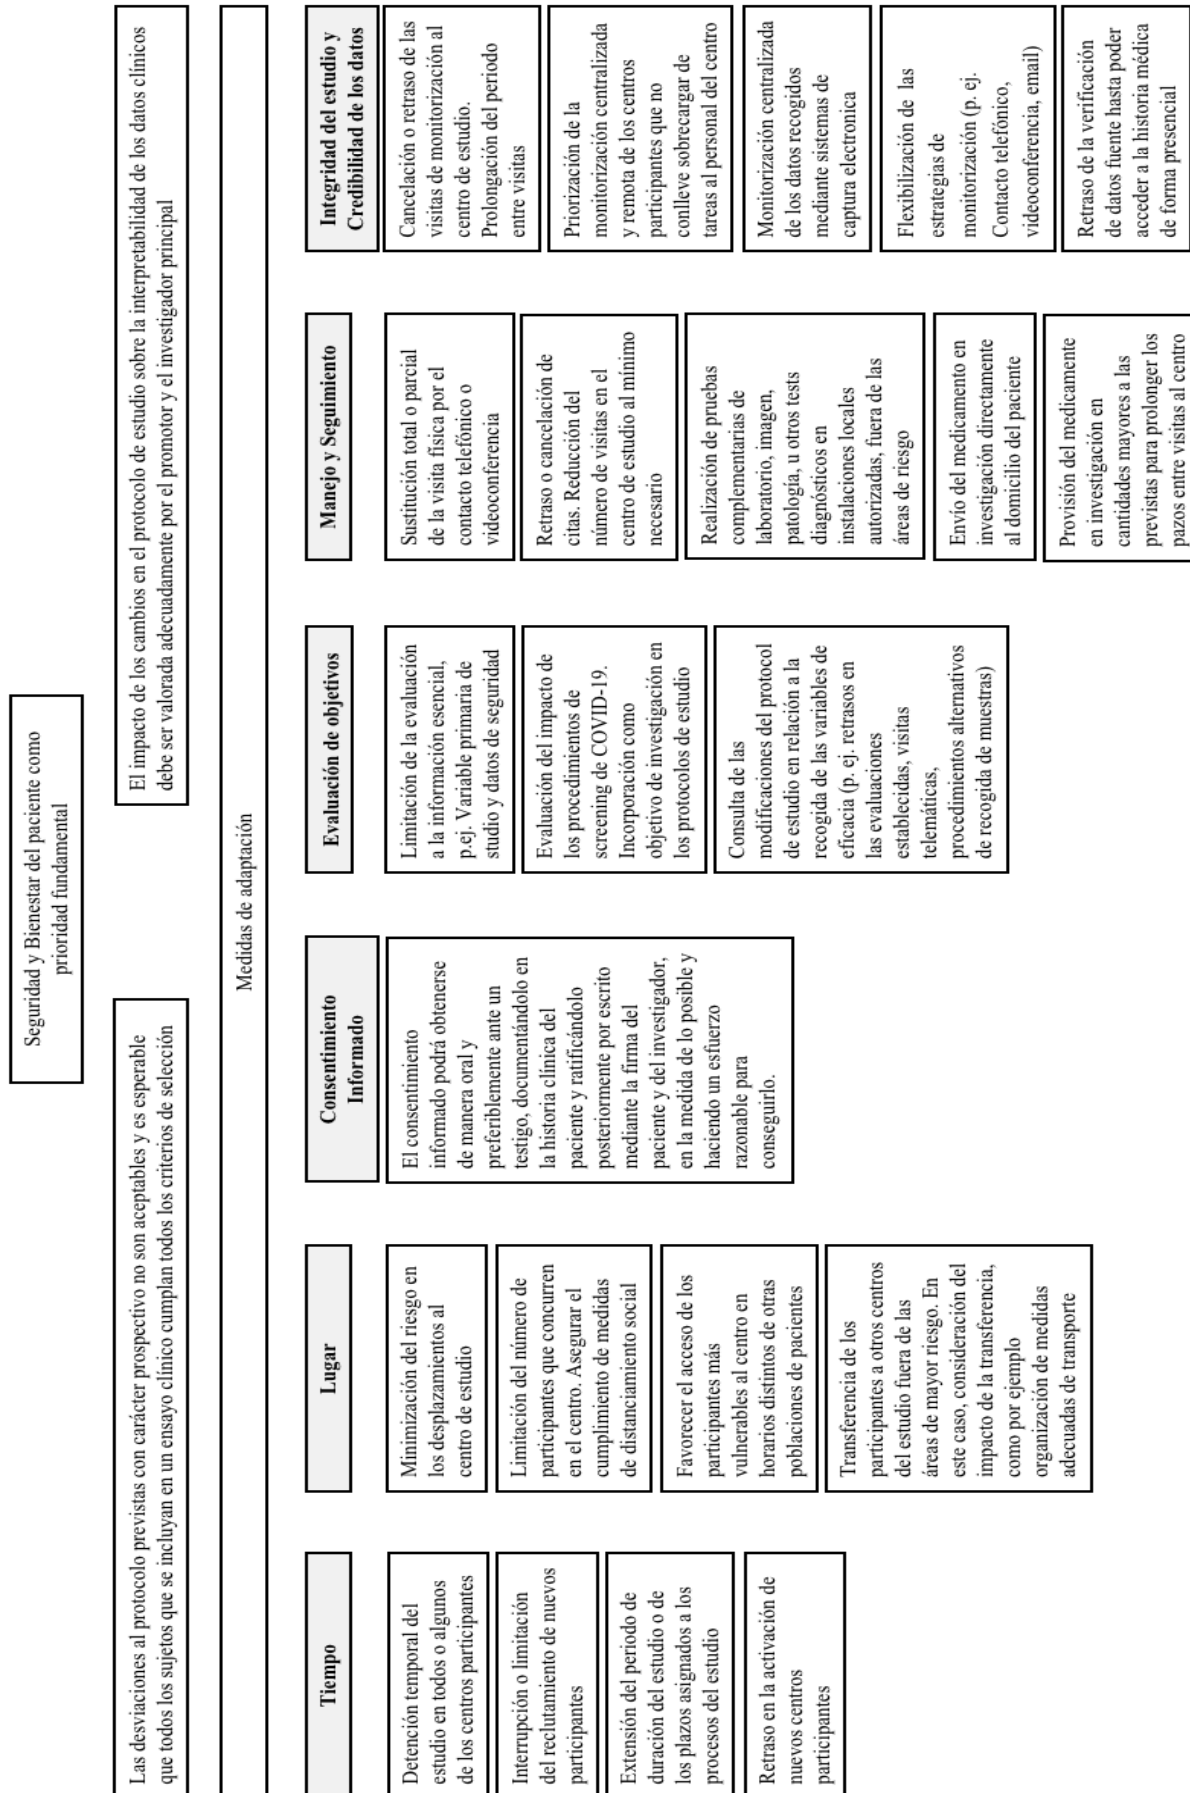 Seguridad y Bienestar del paciente como
prioridad fundamental
Las desviaciones al protocolo previstas con carácter prospectivo no son aceptables y es esperable
que todos los sujetos que se incluyan en un ensayo clínico cumplan todos los criterios de selección
El impacto de los cambios en el protocolo de estudio sobre la interpretabilidad de los datos clínicos
debe ser valorada adecuadamente por el promotor y el investigador principal
Medidas de adaptación
Tiempo
Detención temporal del
estudio en todos o algunos
de los centros participantes
Interrupción o limitación
del reclutamiento de nuevos
participantes
Extensión del periodo de
duración del estudio o de
los plazos asignados a los
procesos del estudio
Retraso en la activación de
nuevos centros
participantes
Lugar
Minimización del riesgo en
los desplazamientos al
centro de estudio
Limitación del número de
participantes que concurren
en el centro. Asegurar el
cumplimiento de medidas
de distanciamiento social
Favorecer el acceso de los
participantes más
vulnerables al centro en
horarios distintos de otras
poblaciones de pacientes
Transferencia de los
participantes a otros centros
del estudio fuera de las
áreas de mayor riesgo. En
este caso, consideración del
impacto de la transferencia,
como por ejemplo
organización de medidas
adecuadas de transporte
Consentimiento
Informado
El consentimiento
informado podrá obtenerse
de manera oral y
preferiblemente ante un
testigo, documentándolo en
la historia clínica del
paciente y ratificándolo
posteriormente por escrito
mediante la firma del
paciente y del investigador,
en la medida de lo posible y
haciendo un esfuerzo
razonable para
conseguirlo.
Evaluación de objetivos
Limitación de la evaluación
a la información esencial,
p.ej. Variable primaria de
studio y datos de seguridad
Evaluación del impacto de
los procedimientos de
screening de COVID-19.
Incorporación como
objetivo de investigación en
los protocolos de estudio
Consulta de las
modificaciones del protocol
de estudio en relación a la
recogida de las variables de
eficacia (p. ej. retrasos en
las evaluaciones
establecidas, visitas
telemáticas,
procedimientos alternativos
de recogida de muestras)
Manejo y Seguimiento
Sustitución total o parcial
de la visita física por el
contacto telefónico o
videoconferencia
Retraso o cancelación de
citas. Reducción del
número de visitas en el
centro de estudio al mínimo
necesario
Realización de pruebas
complementarias de
laboratorio, imagen,
patología, u otros tests
diagnósticos en
instalaciones locales
autorizadas, fuera de las
áreas de riesgo
Envío del medicamento en
investigación directamente
al domicilio del paciente
Provisión del medicamente
en investigación en
cantidades mayores a las
previstas para prolonger los
pazos entre visitas al centro
Integridad del estudio y
Credibilidad de los datos
Cancelación o retraso de las
visitas de monitorización al
centro de estudio.
Prolongación del periodo
entre visitas
Priorización de la
monitorización centralizada
y remota de los centros
participantes que no
conlleve sobrecargar de
tareas al personal del centro
Monitorización centralizada
de los datos recogidos
mediante sistemas de
captura electronica
Flexibilización de las
estrategias de
monitorización (p. ej.
Contacto telefónico,
videoconferencia, email)
Retraso de la verificación
de datos fuente hasta poder
acceder a la historia médica
de forma presencial